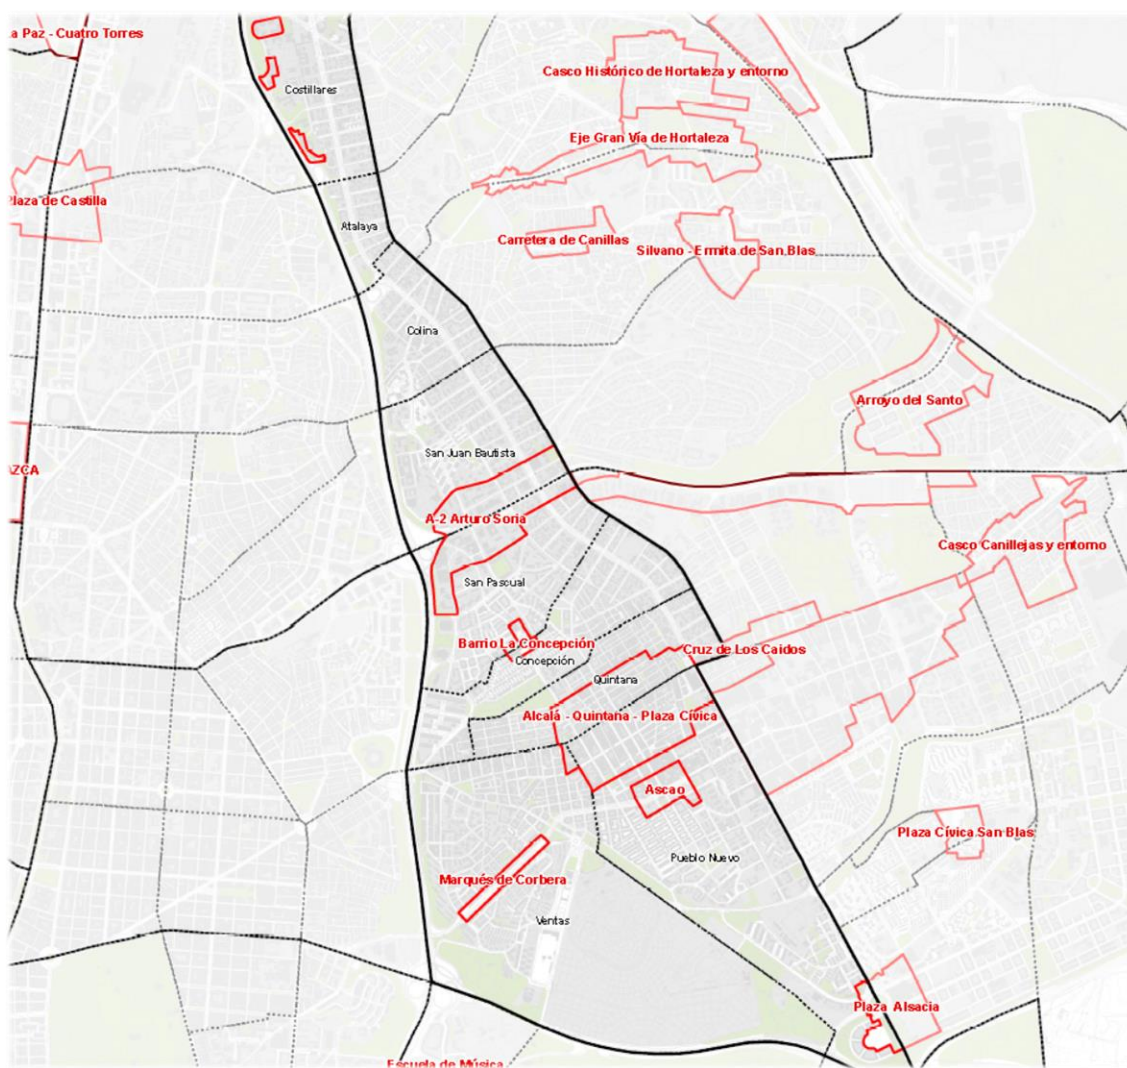 a Paz - Cuatro Torres
Casco Histórico de Hortaleza y entorno
Costillares
Eje Gran Vía de Hortaleza
Plaza de Castilla
Atalaya
Carretera de Canillas
Silvano - Ermita de San Blas
Colina
Arroyo del Santo
San Juan Bautista
AZCA
A-2 Arturo Soria
Casco Canillejas y entorno
San Pascual
Barrio La Concepción
Cruz de Los Caídos
Concepción
Quintana
Alcalá - Quintana - Plaza Cívica
Ascao
Plaza Cívica San Blas
Pueblo Nuevo
Marqués de Corbera
Ventas
Plaza Alsacia
Escuela de Música